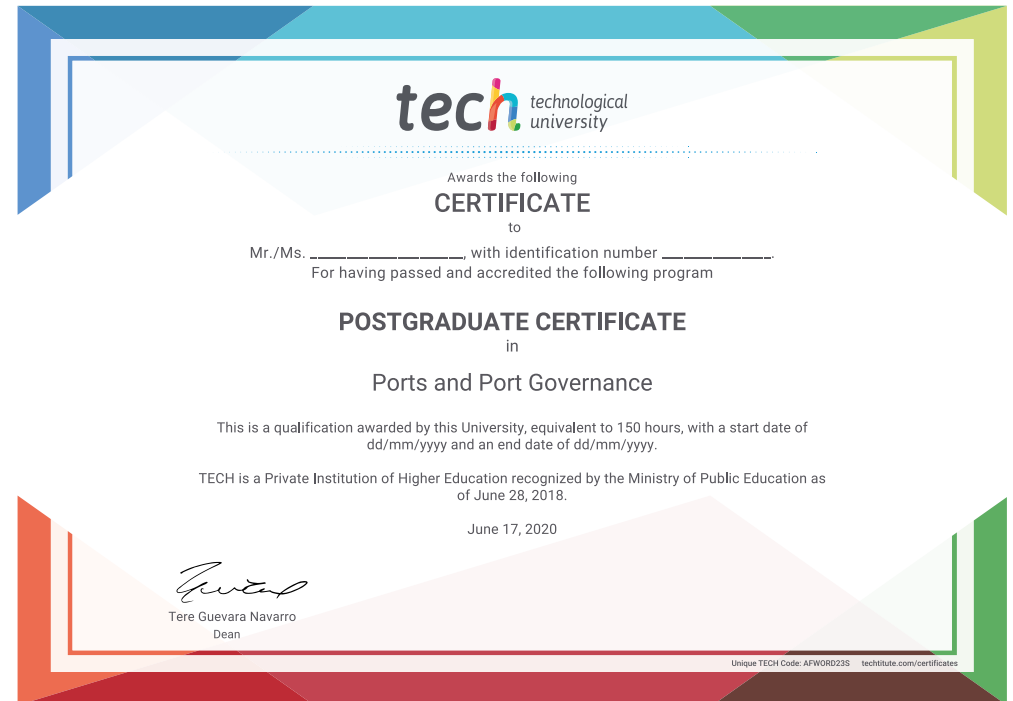 tech technological
university
Awards the following
CERTIFICATE
to
Mr./Ms. __________________, with identification number _____________.
For having passed and accredited the following program
POSTGRADUATE CERTIFICATE
in
Ports and Port Governance
This is a qualification awarded by this University, equivalent to 150 hours, with a start date of
dd/mm/yyyy and an end date of dd/mm/yyyy.
TECH is a Private Institution of Higher Education recognized by the Ministry of Public Education as
of June 28, 2018.
June 17, 2020
Tere Guevara Navarro
Dean
Unique TECH Code: AFWORD23S techtitute.com/certificates